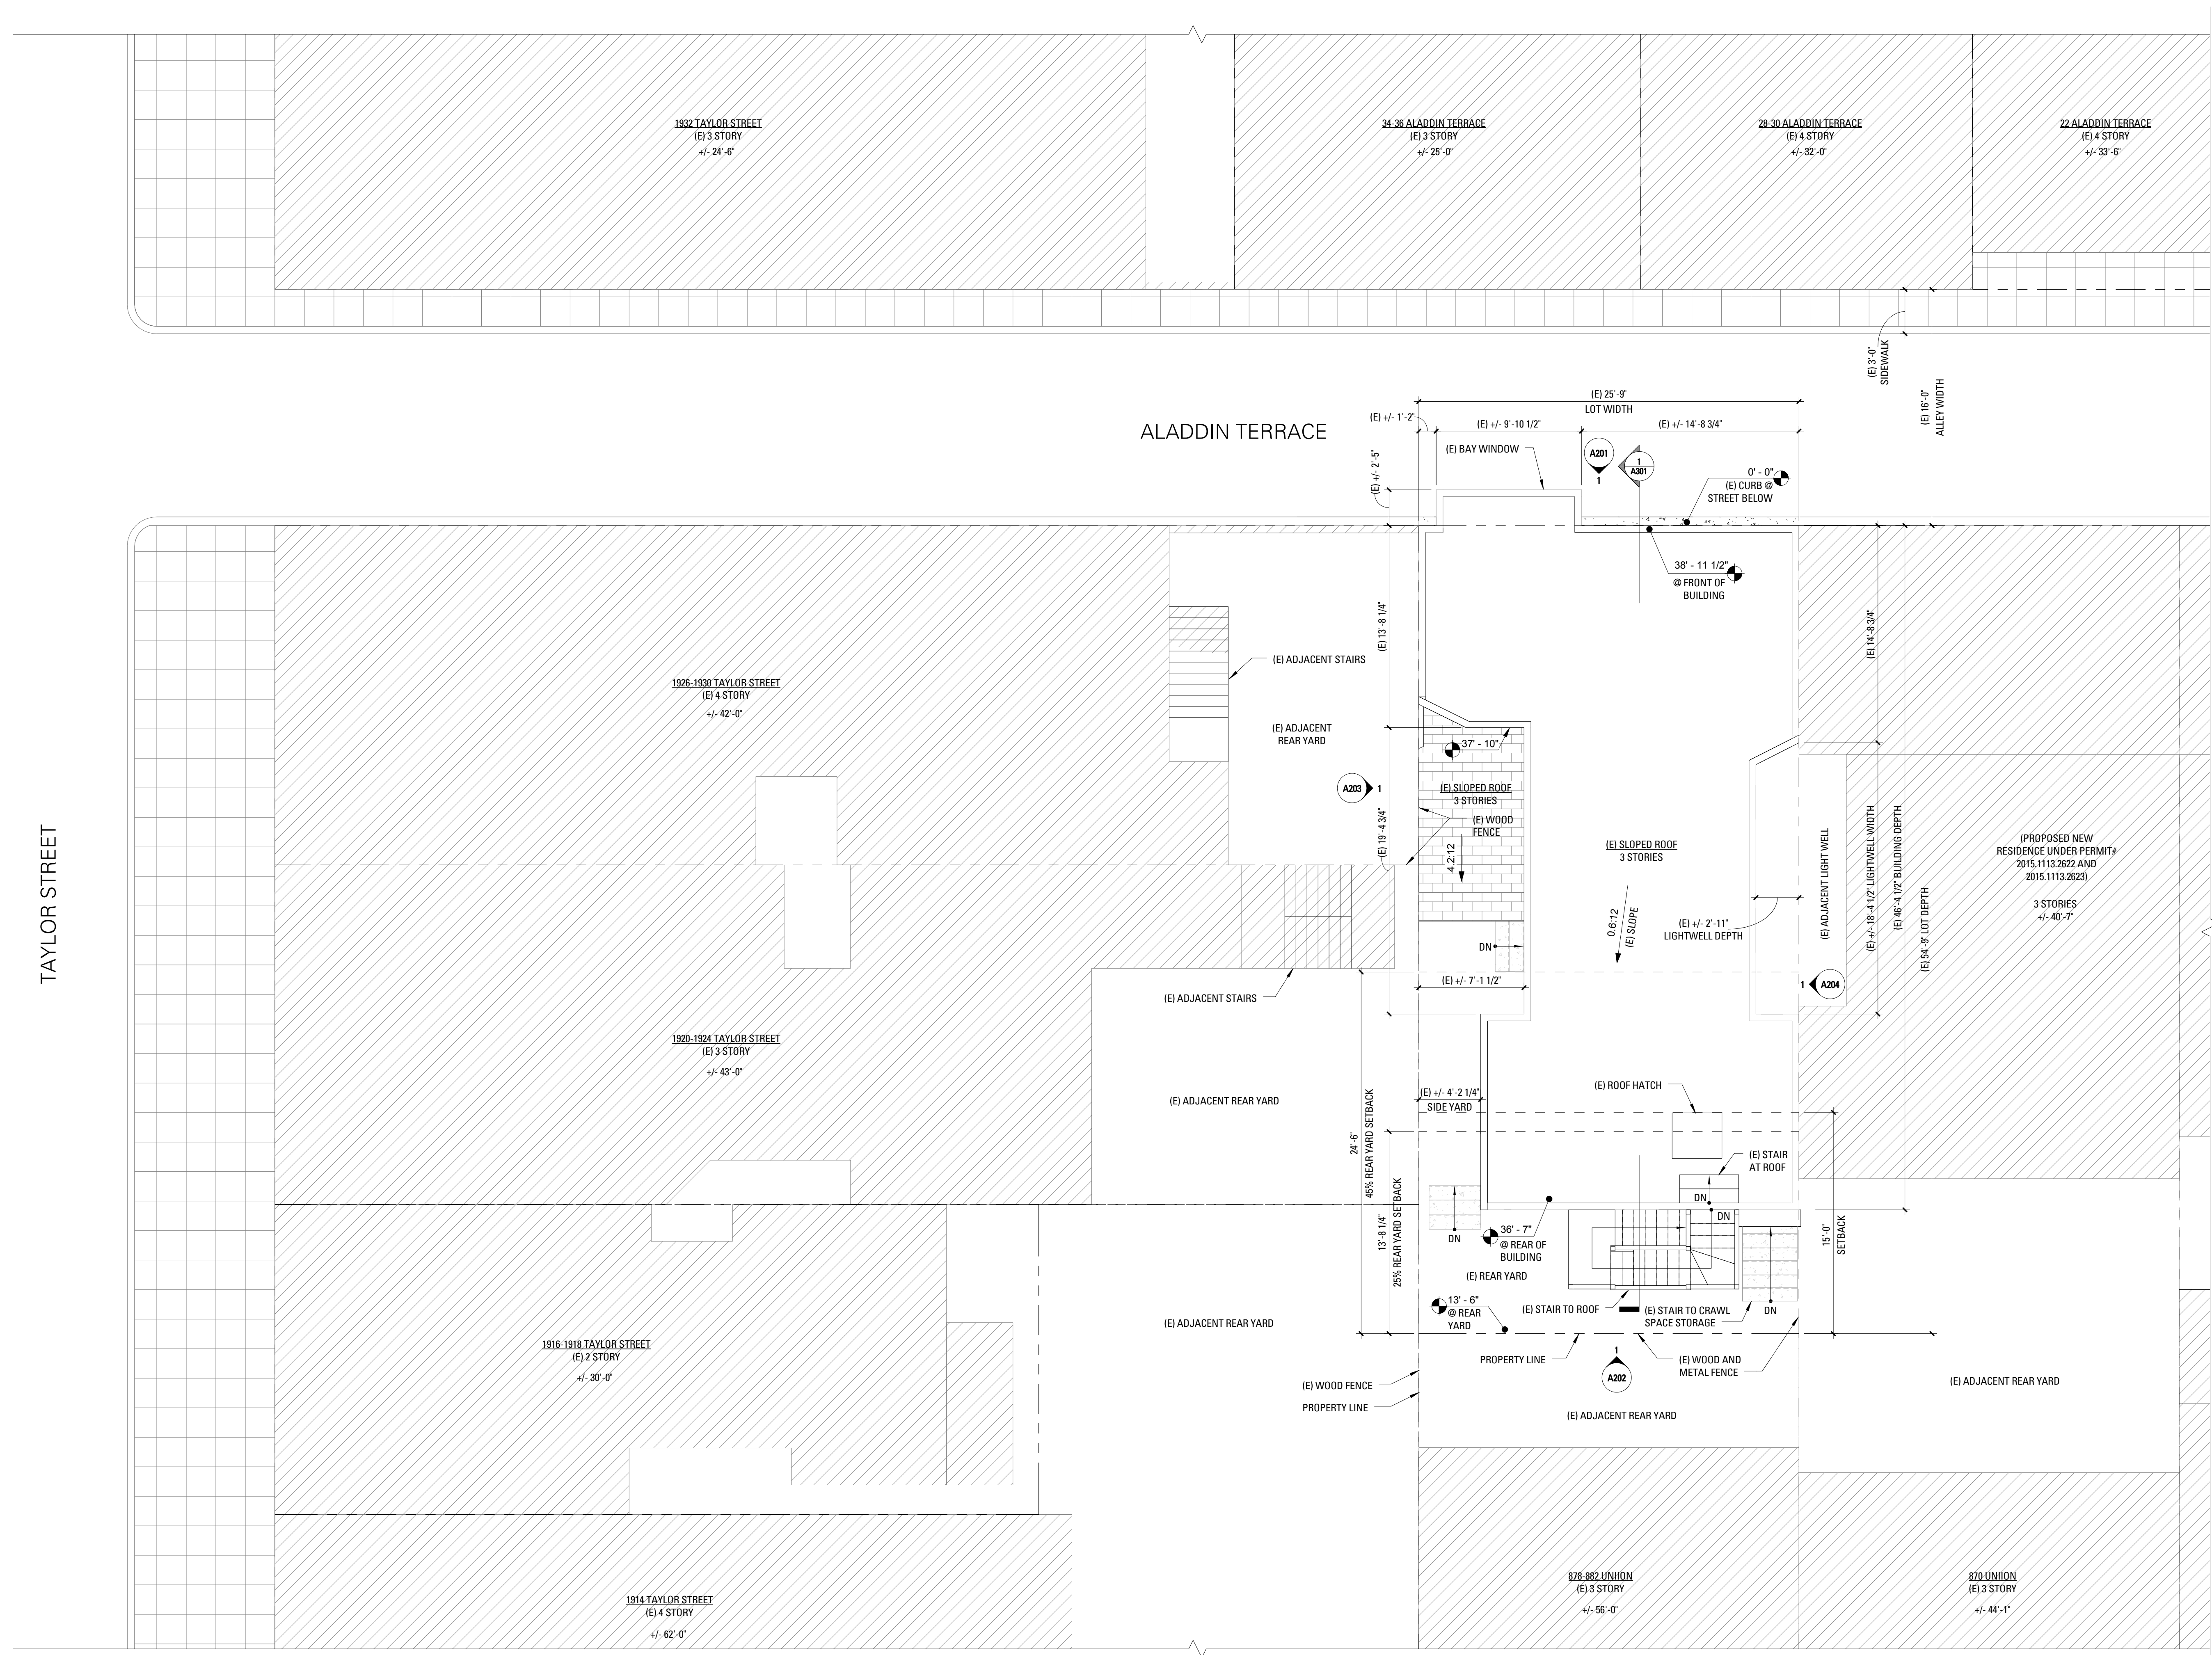 1932 TAYLOR STREET
(E) 3 STORY
+/- 24'-6"
34-36 ALADDIN TERRACE
(E) 3 STORY
+/- 25'-0"
28-30 ALADDIN TERRACE
(E) 4 STORY
+/- 32'-0"
22 ALADDIN TERRACE
(E) 4 STORY
+/- 33'-6"
(E) 3'-0"
SIDEWALK
(E) 16'-0"
ALLEY WIDTH
ALADDIN TERRACE
(E) 25'-9"
LOT WIDTH
(E) +/- 1'-2"
(E) +/- 9'-10 1/2"
(E) +/- 14'-8 3/4"
(E) +/- 2'-5"
(E) BAY WINDOW
A201
1
1
A301
0' - 0"
(E) CURB @
STREET BELOW
38' - 11 1/2"
@ FRONT OF
BUILDING
(E) 13'-8 1/4"
(E) 14'-8 3/4"
(E) ADJACENT STAIRS
1926-1930 TAYLOR STREET
(E) 4 STORY
+/- 42'-0"
(E) ADJACENT
REAR YARD
37' - 10"
A203
1
(E) SLOPED ROOF
3 STORIES
(E) WOOD
FENCE
4.2:12
(E) 19'-4 3/4"
(E) SLOPED ROOF
3 STORIES
0.6:12
(E) SLOPE
(E) +/- 2'-11"
LIGHTWELL DEPTH
(E) ADJACENT LIGHT WELL
(E) +/- 18'-4 1/2" LIGHTWELL WIDTH
(E) 46'-4 1/2" BUILDING DEPTH
(E) 54'-9" LOT DEPTH
(PROPOSED NEW
RESIDENCE UNDER PERMIT#
2015.1113.2622 AND
2015.1113.2623)
3 STORIES
+/- 40'-7"
TAYLOR STREET
DN
(E) +/- 7'-1 1/2"
1
A204
(E) ADJACENT STAIRS
1920-1924 TAYLOR STREET
(E) 3 STORY
+/- 43'-0"
(E) ADJACENT REAR YARD
24'-6"
45% REAR YARD SETBACK
13'-8 1/4"
25% REAR YARD SETBACK
(E) +/- 4'-2 1/4"
SIDE YARD
(E) ROOF HATCH
(E) STAIR
AT ROOF
DN
DN
DN
36' - 7"
@ REAR OF
BUILDING
(E) REAR YARD
15'-0"
SETBACK
13' - 6"
@ REAR
YARD
(E) STAIR TO ROOF
(E) STAIR TO CRAWL
SPACE STORAGE
DN
(E) ADJACENT REAR YARD
1916-1918 TAYLOR STREET
(E) 2 STORY
+/- 30'-0"
PROPERTY LINE
1
A202
(E) WOOD AND
METAL FENCE
(E) WOOD FENCE
PROPERTY LINE
(E) ADJACENT REAR YARD
(E) ADJACENT REAR YARD
878-882 UNIION
(E) 3 STORY
+/- 56'-0"
870 UNIION
(E) 3 STORY
+/- 44'-1"
1914 TAYLOR STREET
(E) 4 STORY
+/- 62'-0"